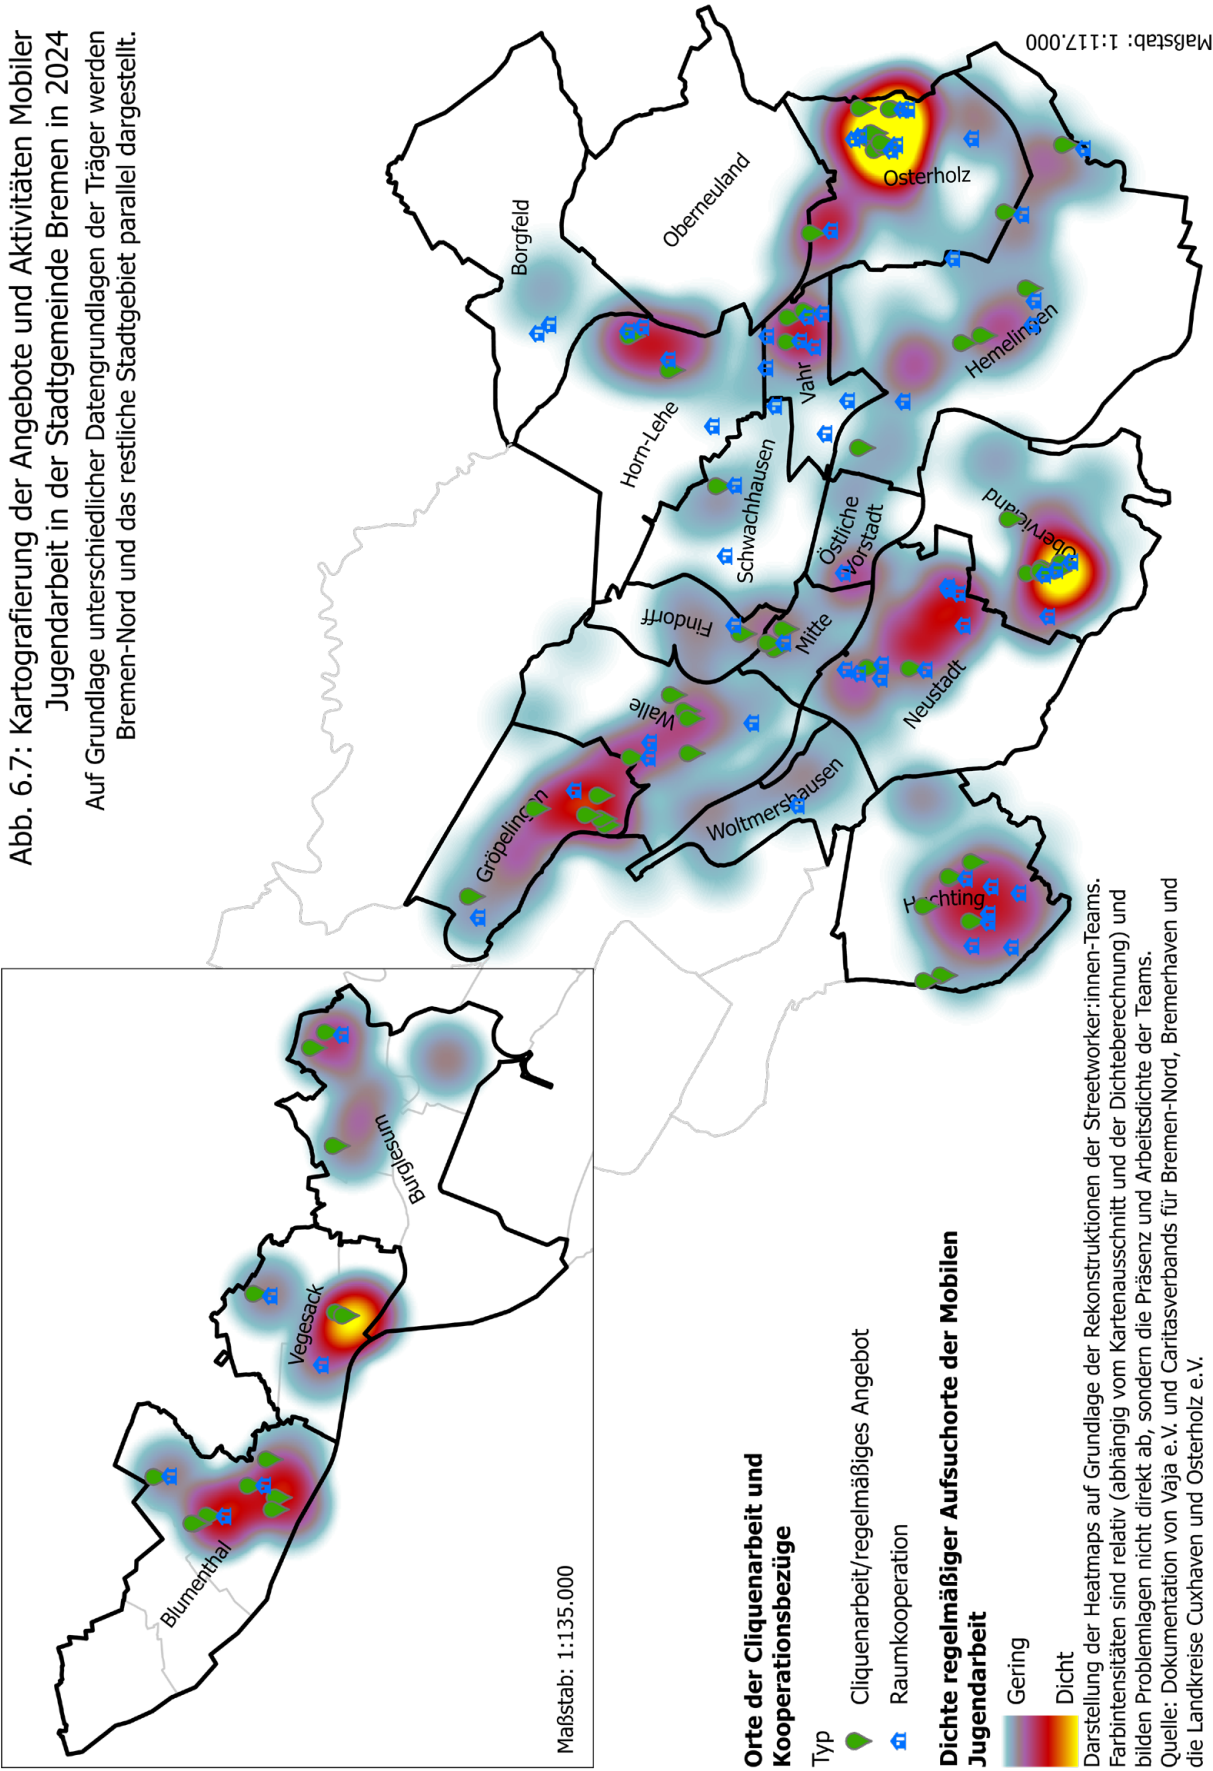 Abb. 6.7: Kartografierung der Angebote und Aktivitäten Mobiler
Jugendarbeit in der Stadtgemeinde Bremen in 2024
Auf Grundlage unterschiedlicher Datengrundlagen der Träger werden
Bremen-Nord und das restliche Stadtgebiet parallel dargestellt.
Blumenthal
Vegesack
Burglesum
Maßstab: 1:135.000
Gröpelingen
Walle
Findorff
Mitte
Woltmershausen
Neustadt
Huchting
Obervieland
Östliche
Vorstadt
Schwachhausen
Horn-Lehe
Vahr
Hemelingen
Borgfeld
Oberneuland
Osterholz
Maßstab: 1:117.000
Orte der Cliquenarbeit und
Kooperationsbezüge
Typ
Cliquenarbeit/regelmäßiges Angebot
Raumkooperation
Dichte regelmäßiger Aufsuchorte der Mobilen
Jugendarbeit
Gering
Dicht
Darstellung der Heatmaps auf Grundlage der Rekonstruktionen der Streetworker:innen-Teams.
Farbintensitäten sind relativ (abhängig vom Kartenausschnitt und der Dichteberechnung) und
bilden Problemlagen nicht direkt ab, sondern die Präsenz und Arbeitsdichte der Teams.
Quelle: Dokumentation von Vaja e.V. und Caritasverbands für Bremen-Nord, Bremerhaven und
die Landkreise Cuxhaven und Osterholz e.V.